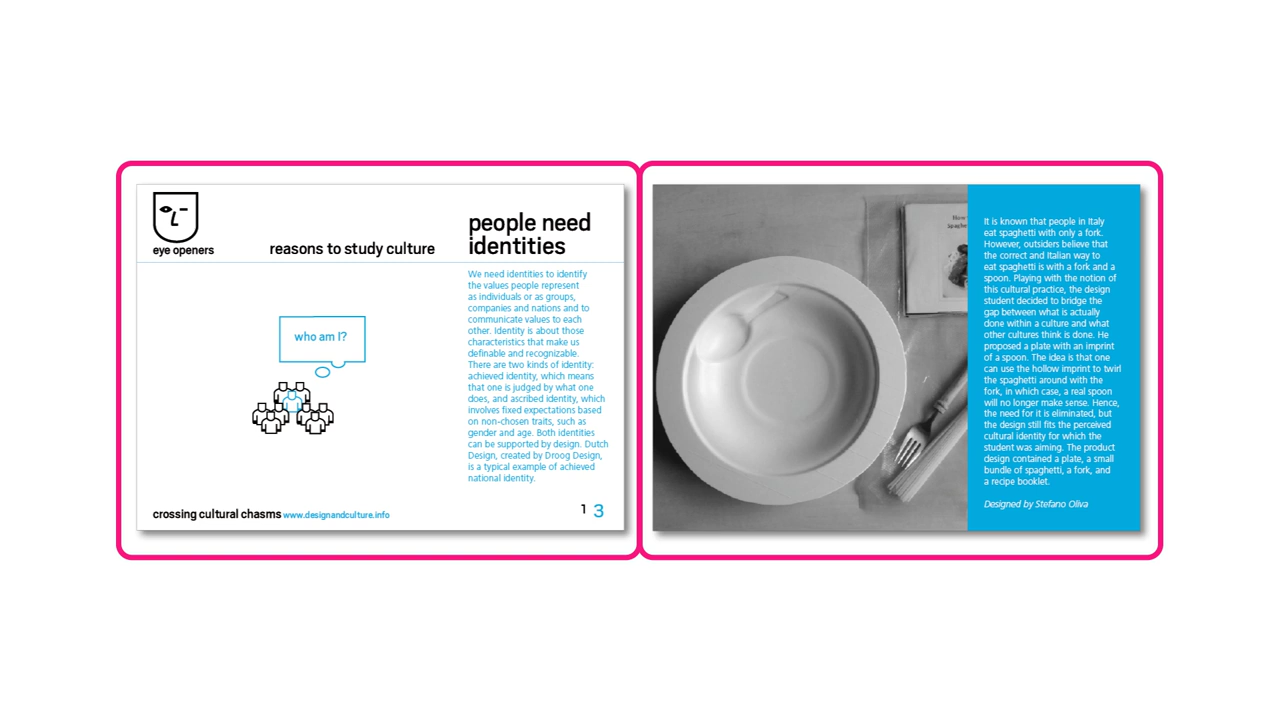 eye openers
reasons to study culture
people need
identities
We need identities to identify
the values people represent
as individuals or as groups,
companies and nations and to
communicate values to each
other. Identity is about those
characteristics that make us
definable and recognizable.
There are two kinds of identity:
achieved identity, which means
that one is judged by what one
does, and ascribed identity, which
involves fixed expectations based
on non-chosen traits, such as
gender and age. Both identities
can be supported by design. Dutch
Design, created by Droog Design,
is a typical example of achieved
national identity.
who am I?
crossing cultural chasms www.designandculture.info
1 3
It is known that people in Italy
eat spaghetti with only a fork.
However, outsiders believe that
the correct and Italian way to
eat spaghetti is with a fork and a
spoon. Playing with the notion of
this cultural practice, the design
student decided to bridge the
gap between what is actually
done within a culture and what
other cultures think is done. He
proposed a plate with an imprint
of a spoon. The idea is that one
can use the hollow imprint to twirl
the spaghetti around with the
fork, in which case, a real spoon
will no longer make sense. Hence,
the need for it is eliminated, but
the design still fits the perceived
cultural identity for which the
student was aiming. The product
design contained a plate, a small
bundle of spaghetti, a fork, and
a recipe booklet.
Designed by Stefano Oliva